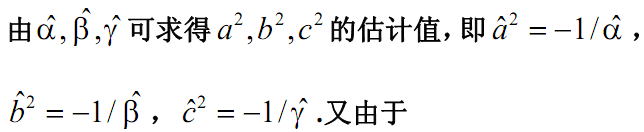 由α̂,β̂,γ̂ 可求得 a²,b²,c² 的估计值,即 â² = −1/α̂ ,
b̂² = −1/β̂ , ĉ² = −1/γ̂ .又由于